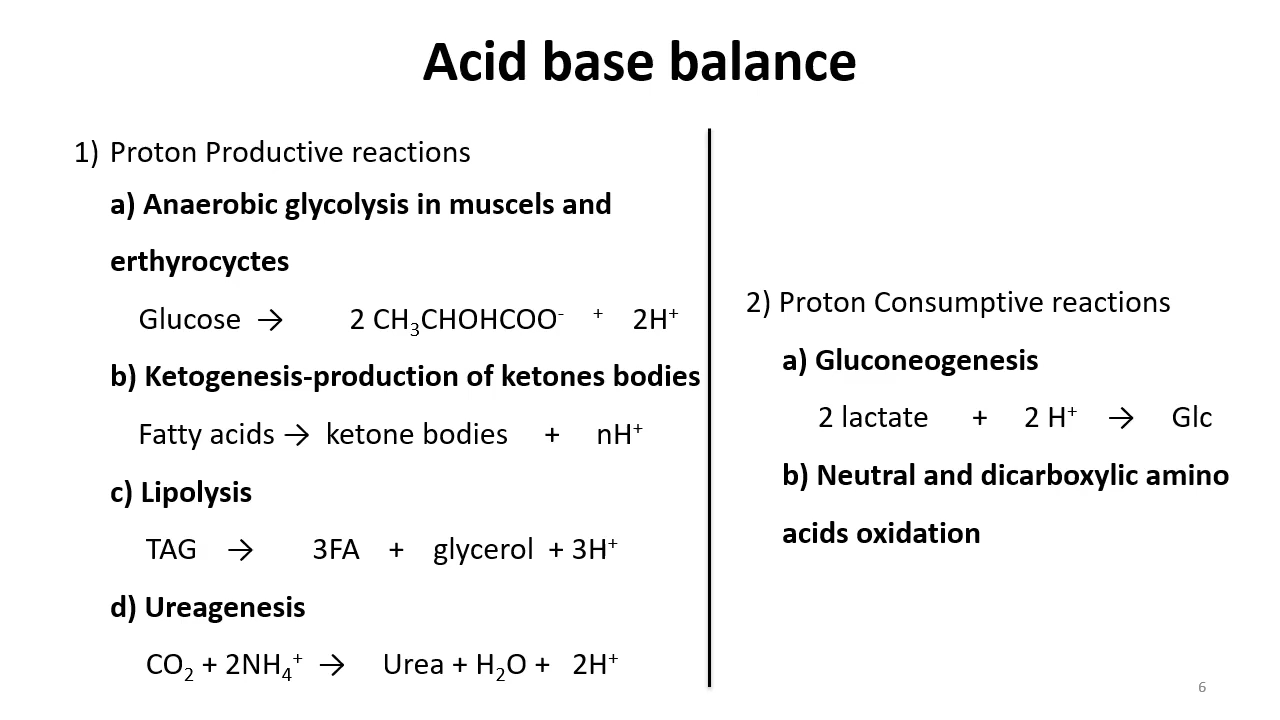 Acid base balance
1) Proton Productive reactions
a) Anaerobic glycolysis in muscels and
erthyrocyctes
Glucose → 2 CH₃CHOHCOO⁻ ⁺ 2H⁺
b) Ketogenesis-production of ketones bodies
Fatty acids → ketone bodies + nH⁺
c) Lipolysis
TAG → 3FA + glycerol + 3H⁺
d) Ureagenesis
CO₂ + 2NH₄⁺ → Urea + H₂O + 2H⁺
2) Proton Consumptive reactions
a) Gluconeogenesis
2 lactate + 2 H⁺ → Glc
b) Neutral and dicarboxylic amino
acids oxidation
6